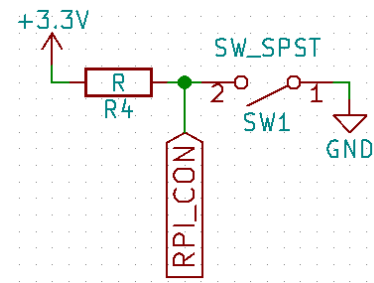 +3.3V
SW_SPST
R
2
1
R4
SW1
GND
RPI_CON